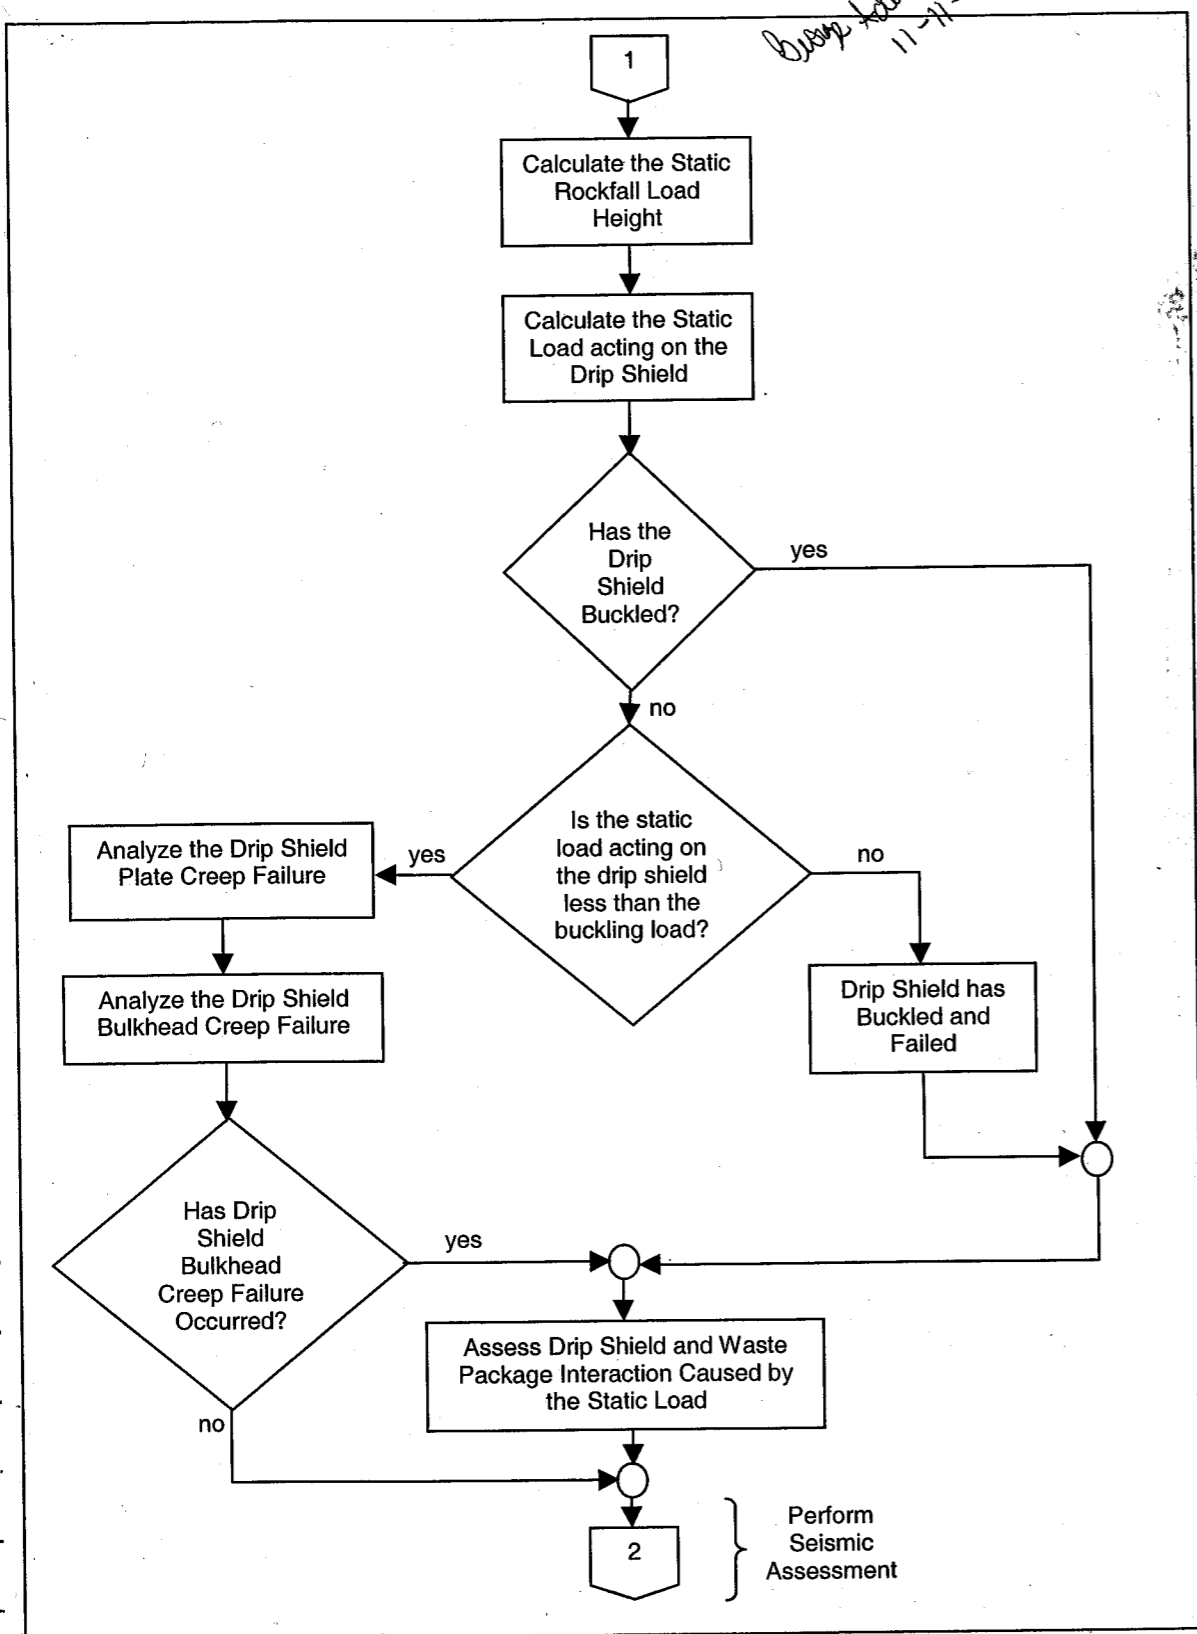 11-11-
1
Calculate the Static
Rockfall Load
Height
Calculate the Static
Load acting on the
Drip Shield
Has the
Drip
Shield
Buckled?
yes
no
Is the static
load acting on
the drip shield
less than the
buckling load?
yes
no
Analyze the Drip Shield
Plate Creep Failure
Analyze the Drip Shield
Bulkhead Creep Failure
Drip Shield has
Buckled and
Failed
Has Drip
Shield
Bulkhead
Creep Failure
Occurred?
yes
no
Assess Drip Shield and Waste
Package Interaction Caused by
the Static Load
2
Perform
Seismic
Assessment